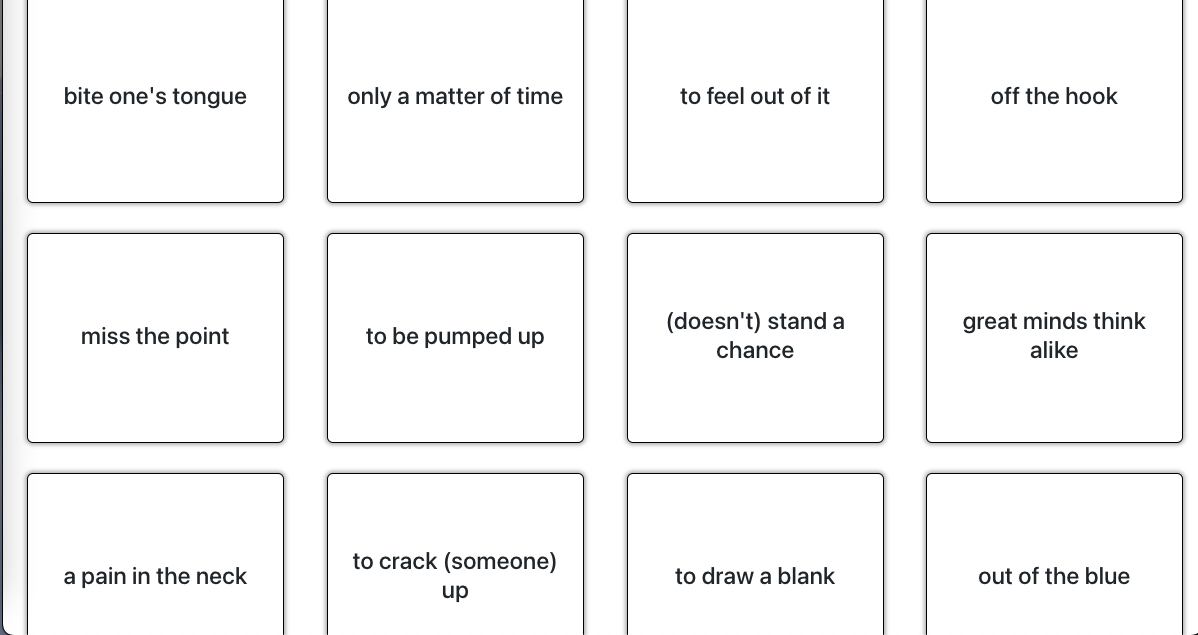 bite one's tongue
only a matter of time
to feel out of it
off the hook
miss the point
to be pumped up
(doesn't) stand a
chance
great minds think
alike
a pain in the neck
to crack (someone)
up
to draw a blank
out of the blue